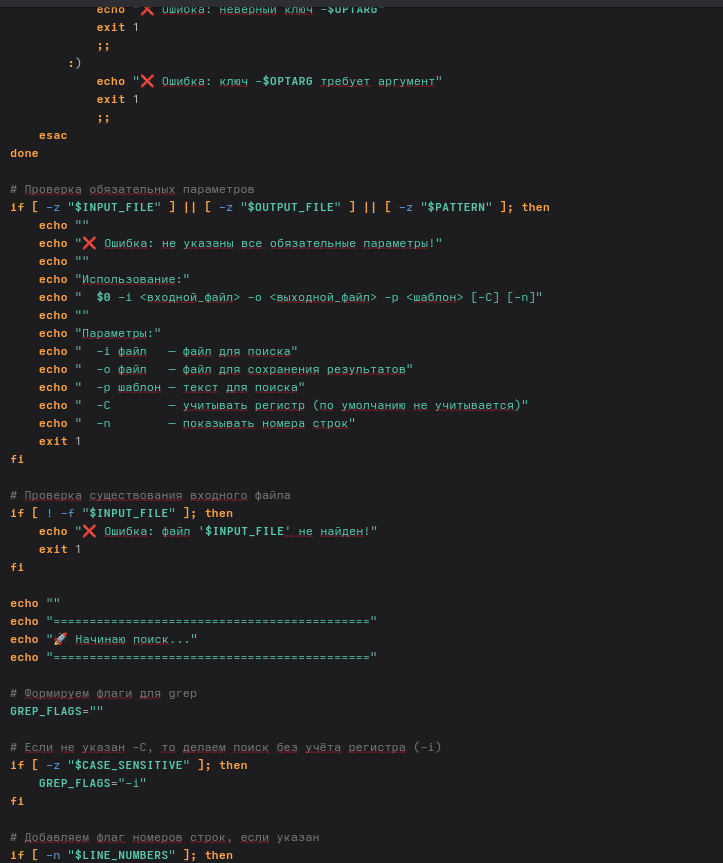 echo "❌ Ошибка: неверный ключ -$OPTARG"
            exit 1
            ;;
        :)
            echo "❌ Ошибка: ключ -$OPTARG требует аргумент"
            exit 1
            ;;
    esac
done

# Проверка обязательных параметров
if [ -z "$INPUT_FILE" ] || [ -z "$OUTPUT_FILE" ] || [ -z "$PATTERN" ]; then
    echo ""
    echo "❌ Ошибка: не указаны все обязательные параметры!"
    echo ""
    echo "Использование:"
    echo "  $0 -i <входной_файл> -o <выходной_файл> -p <шаблон> [-C] [-n]"
    echo ""
    echo "Параметры:"
    echo "  -i файл   — файл для поиска"
    echo "  -o файл   — файл для сохранения результатов"
    echo "  -p шаблон — текст для поиска"
    echo "  -C        — учитывать регистр (по умолчанию не учитывается)"
    echo "  -n        — показывать номера строк"
    exit 1
fi

# Проверка существования входного файла
if [ ! -f "$INPUT_FILE" ]; then
    echo "❌ Ошибка: файл '$INPUT_FILE' не найден!"
    exit 1
fi

echo ""
echo "============================================"
echo "🚀 Начинаю поиск..."
echo "============================================"

# Формируем флаги для grep
GREP_FLAGS=""

# Если не указан -C, то делаем поиск без учёта регистра (-i)
if [ -z "$CASE_SENSITIVE" ]; then
    GREP_FLAGS="-i"
fi

# Добавляем флаг номеров строк, если указан
if [ -n "$LINE_NUMBERS" ]; then